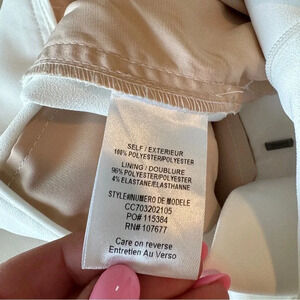 SELF / EXTERIEUR
100% POLYESTER/POLYESTER
LINING / DOUBLURE
96% POLYESTER/POLYESTER
4% ELASTANE/ELASTHANNE
STYLE#NUMERO DE MODELE
CC703202105
PO# 115384
RN# 107677
Care on reverse
Entretien Au Verso